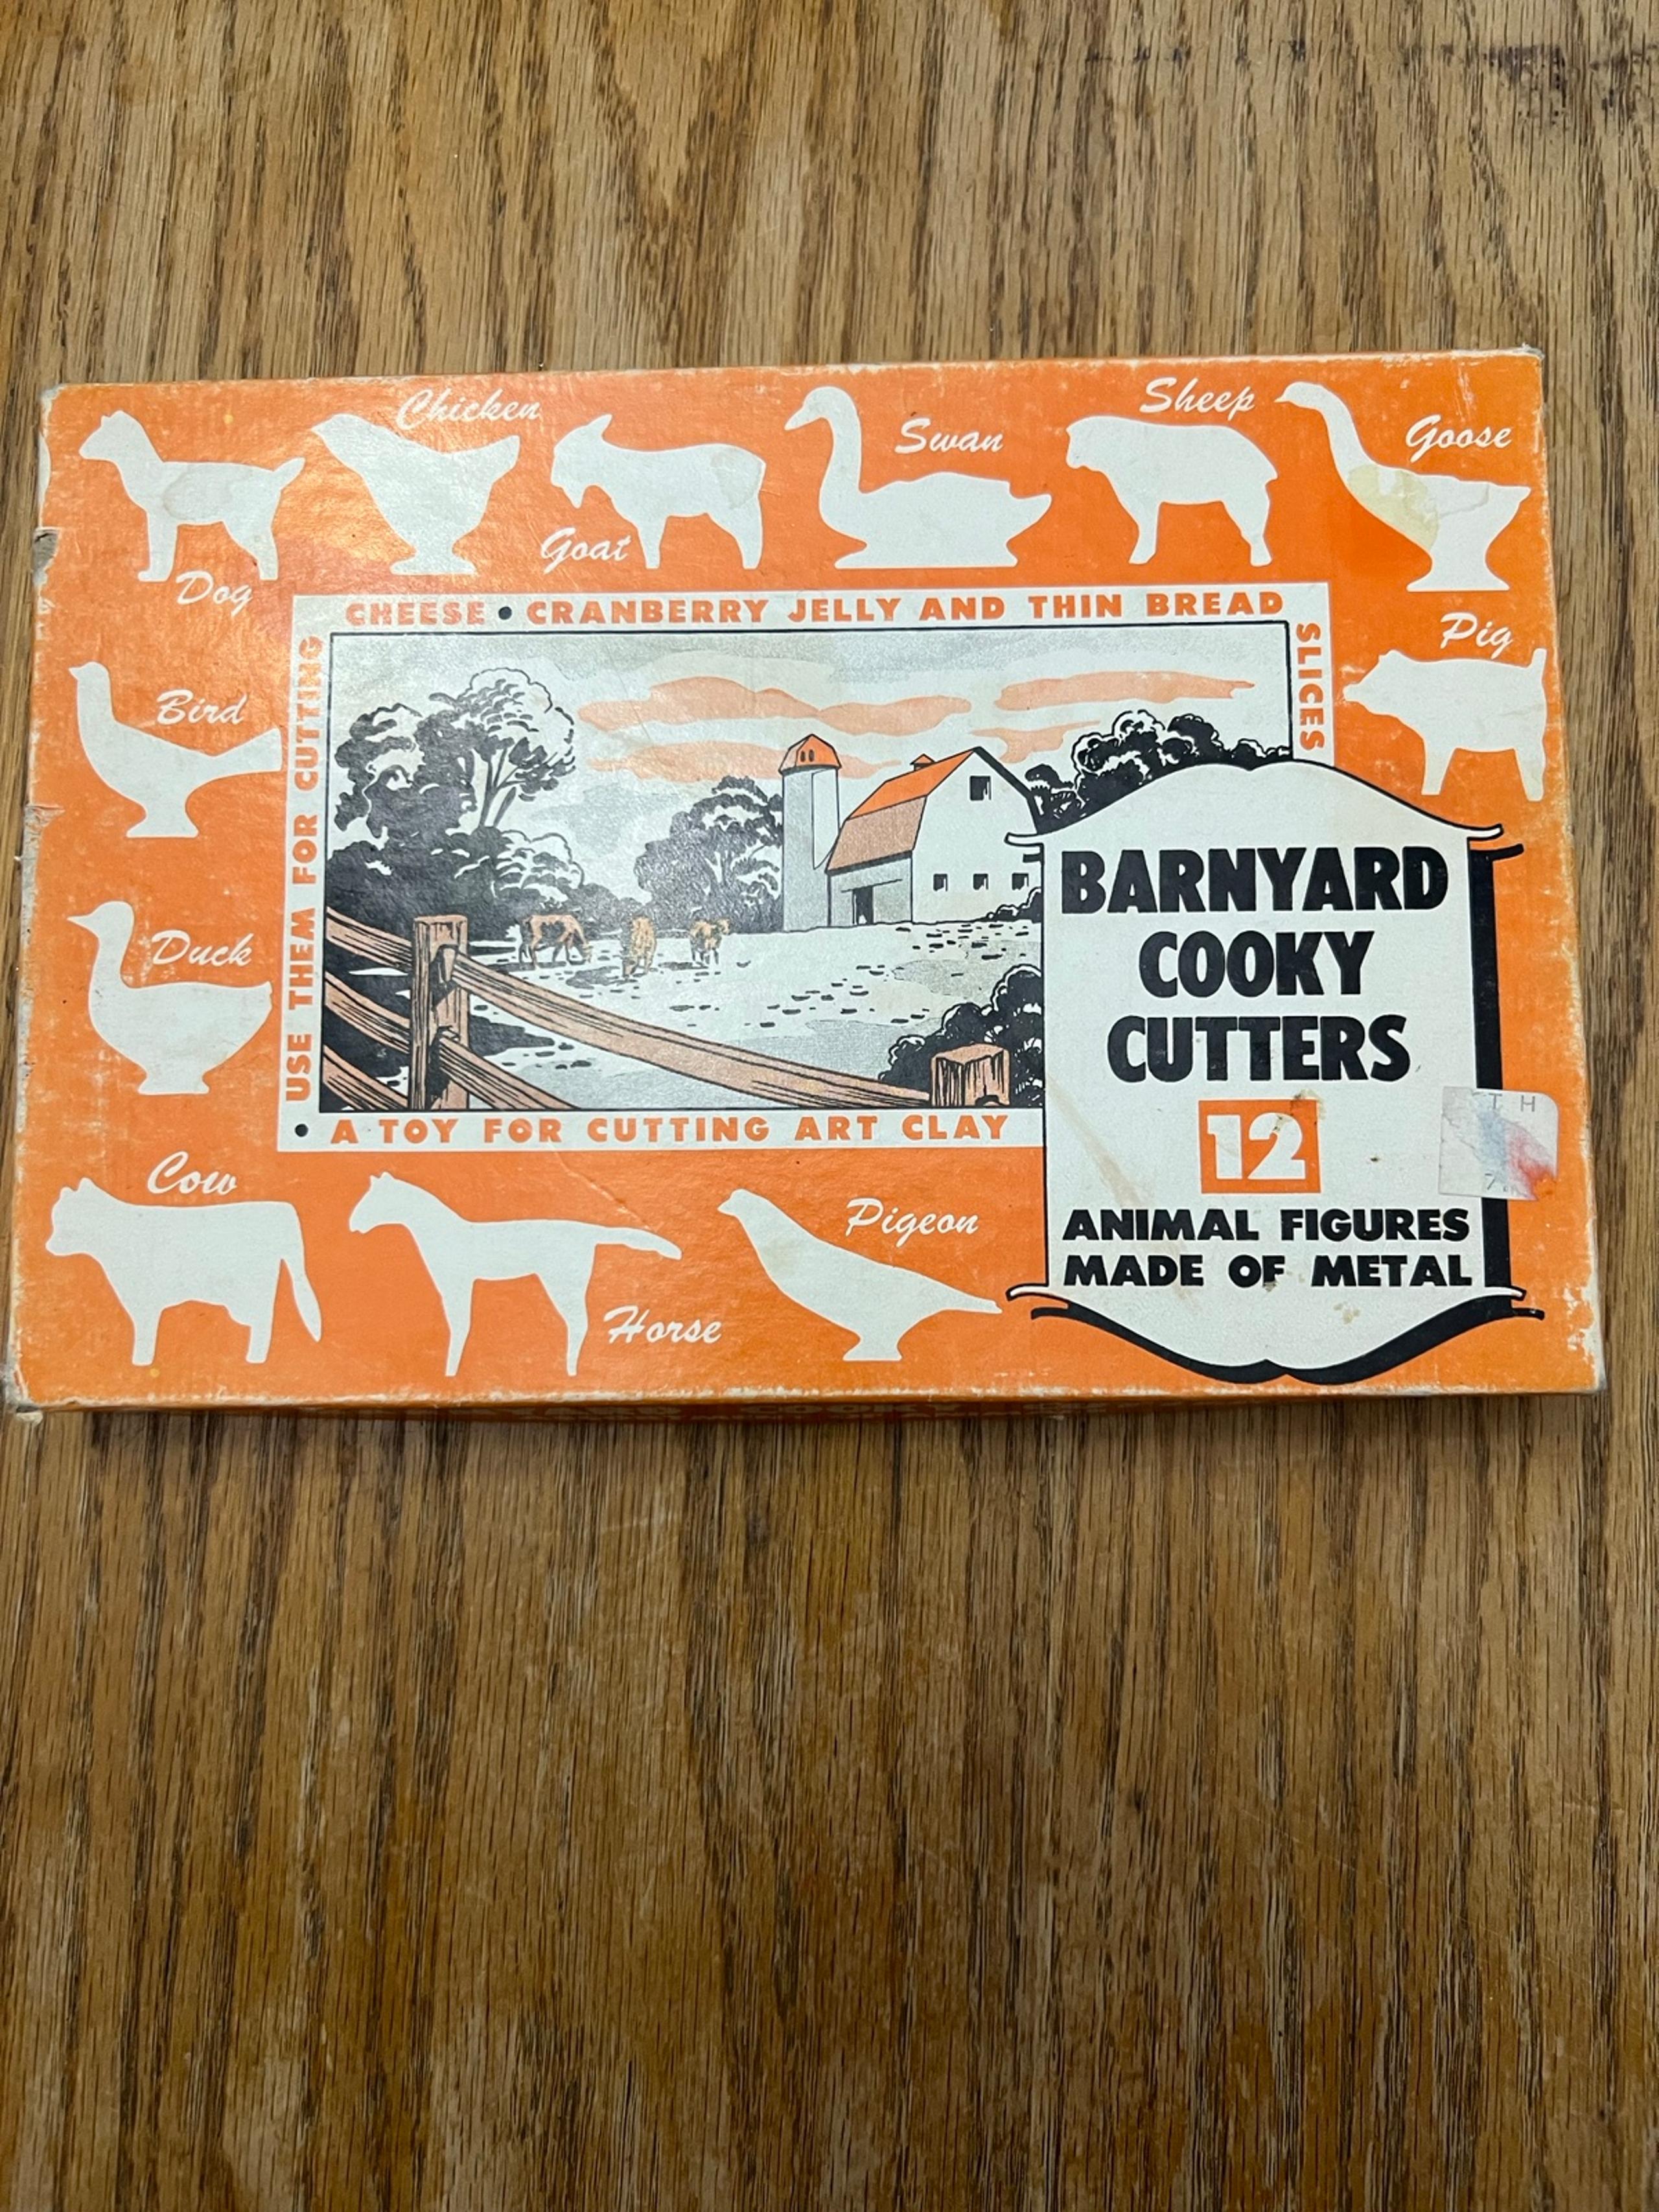 Chicken
Sheep
Swan
Goose
Goat
Dog
Pig
Bird
Duck
USE THEM FOR CUTTING
CHEESE • CRANBERRY JELLY AND THIN BREAD
SLICES
• A TOY FOR CUTTING ART CLAY
BARNYARD
COOKY
CUTTERS
12
ANIMAL FIGURES
MADE OF METAL
Cow
Horse
Pigeon